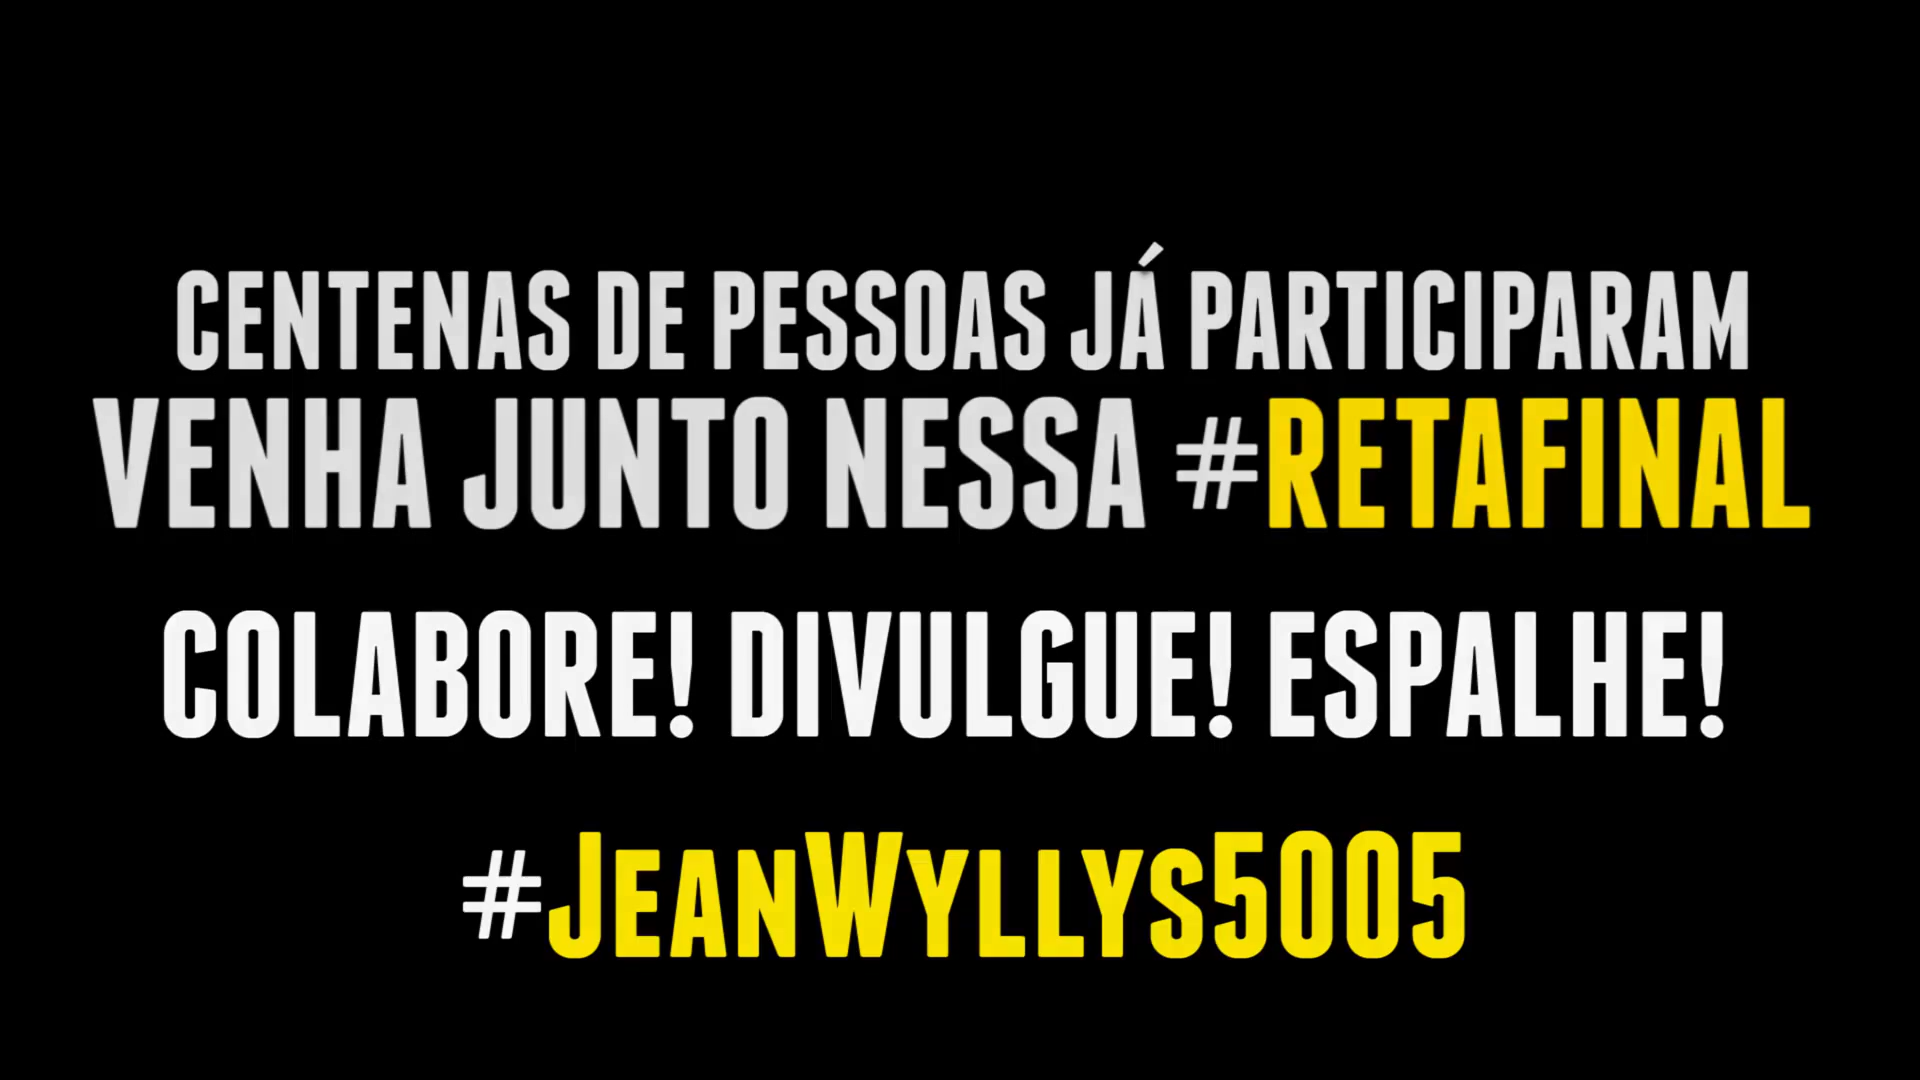 CENTENAS DE PESSOAS JÁ PARTICIPARAM
VENHA JUNTO NESSA #RETAFINAL
COLABORE! DIVULGUE! ESPALHE!
#JEANWYLLYS5005